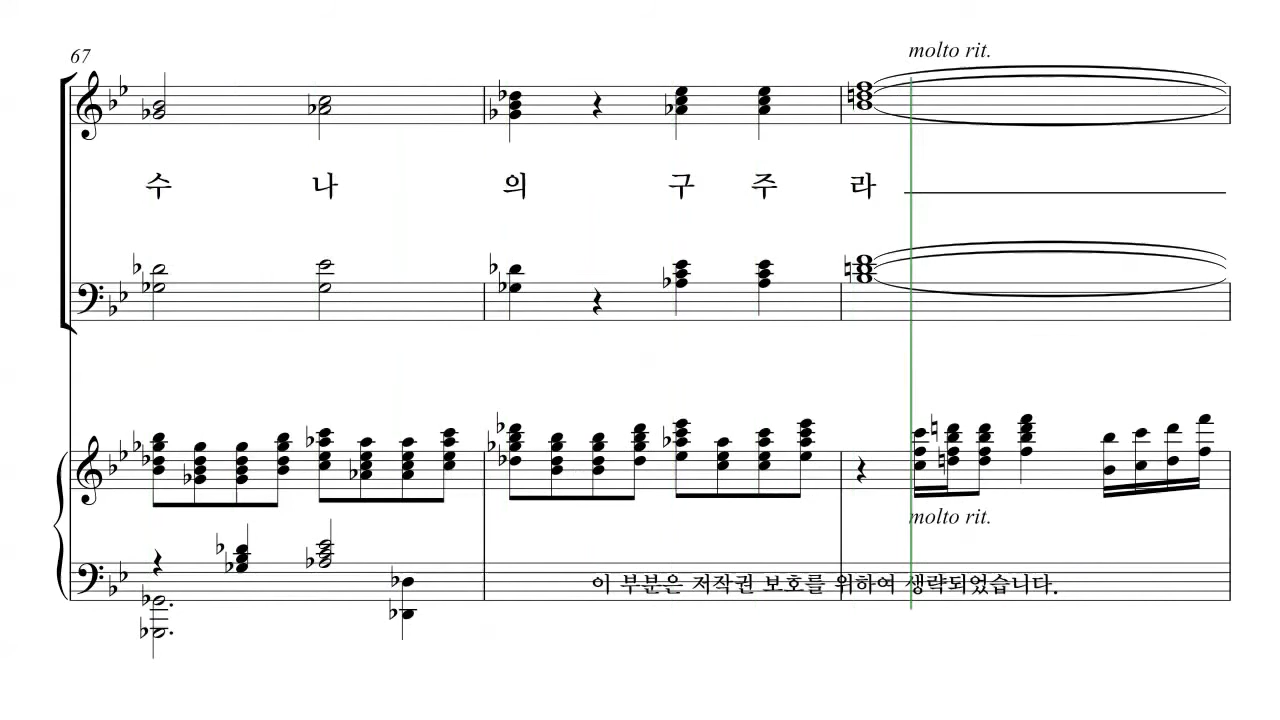 67
molto rit.
수 나 의 구 주 라
molto rit.
이 부분은 저작권 보호를 위하여 생략되었습니다.